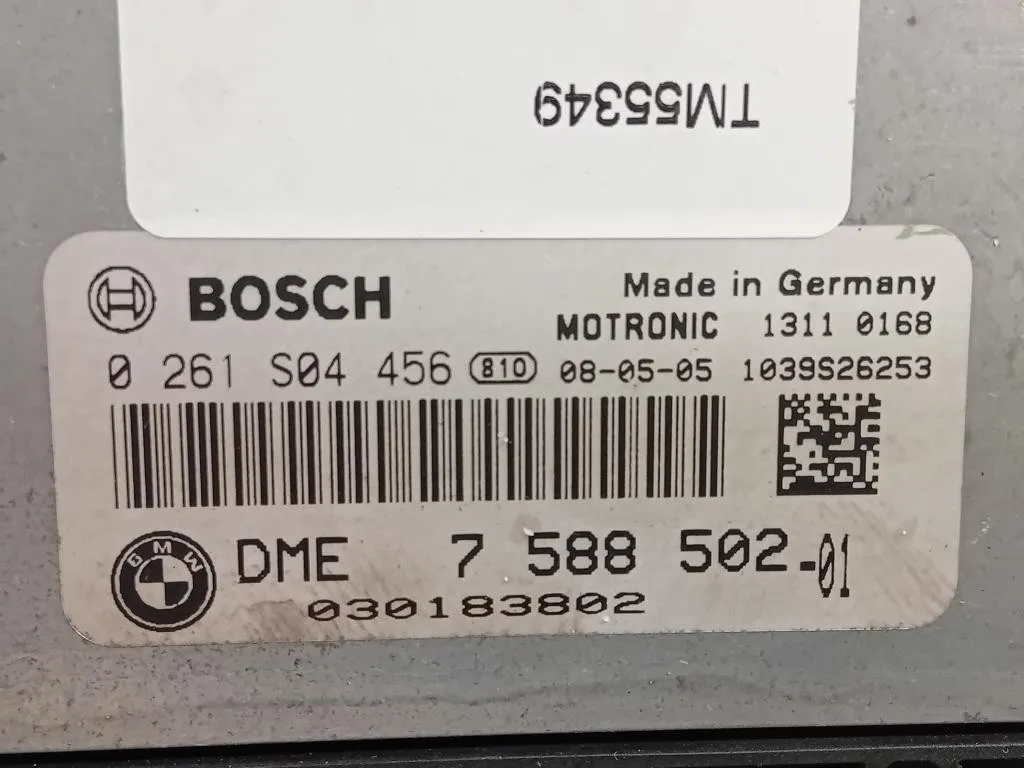 TM55349
BOSCH
Made in Germany
MOTRONIC 1311 0168
0 261 S04 456 810 08-05-05 1039S26253
BMW DME 7 588 502-01
030183802